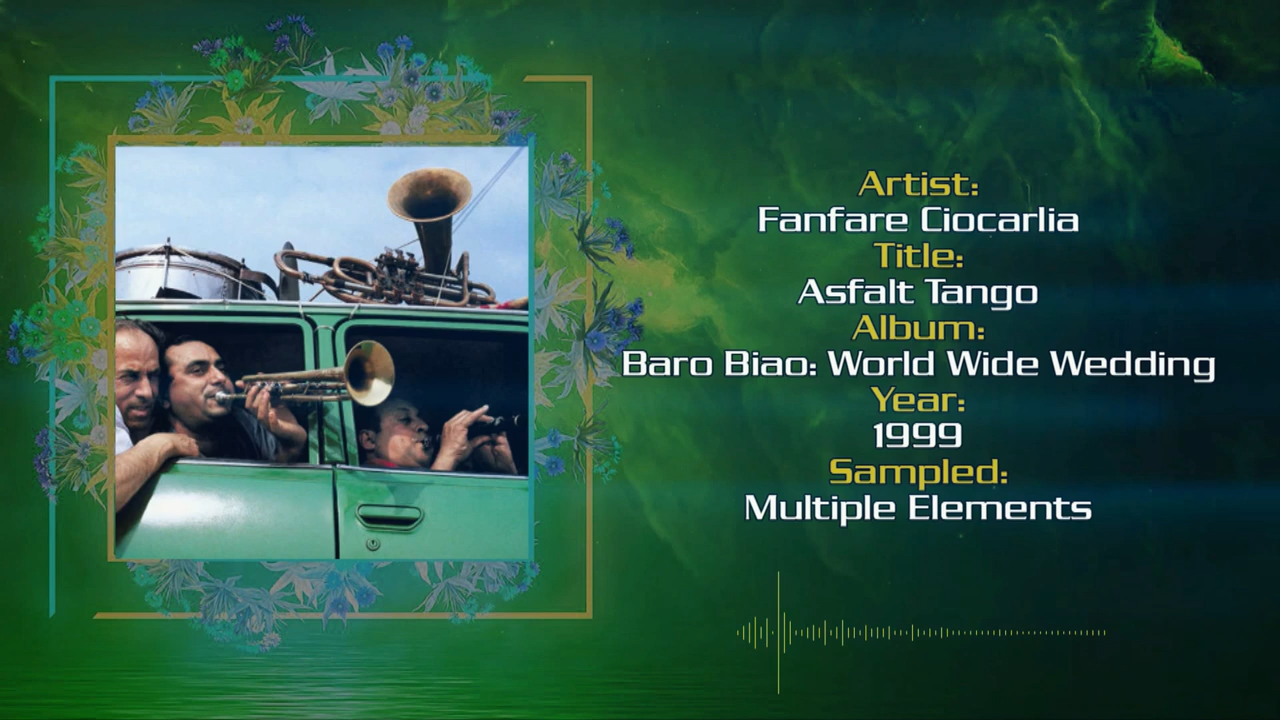 Artist:
Fanfare Ciocarlia
Title:
Asfalt Tango
Album:
Baro Biao: World Wide Wedding
Year:
1999
Sampled:
Multiple Elements